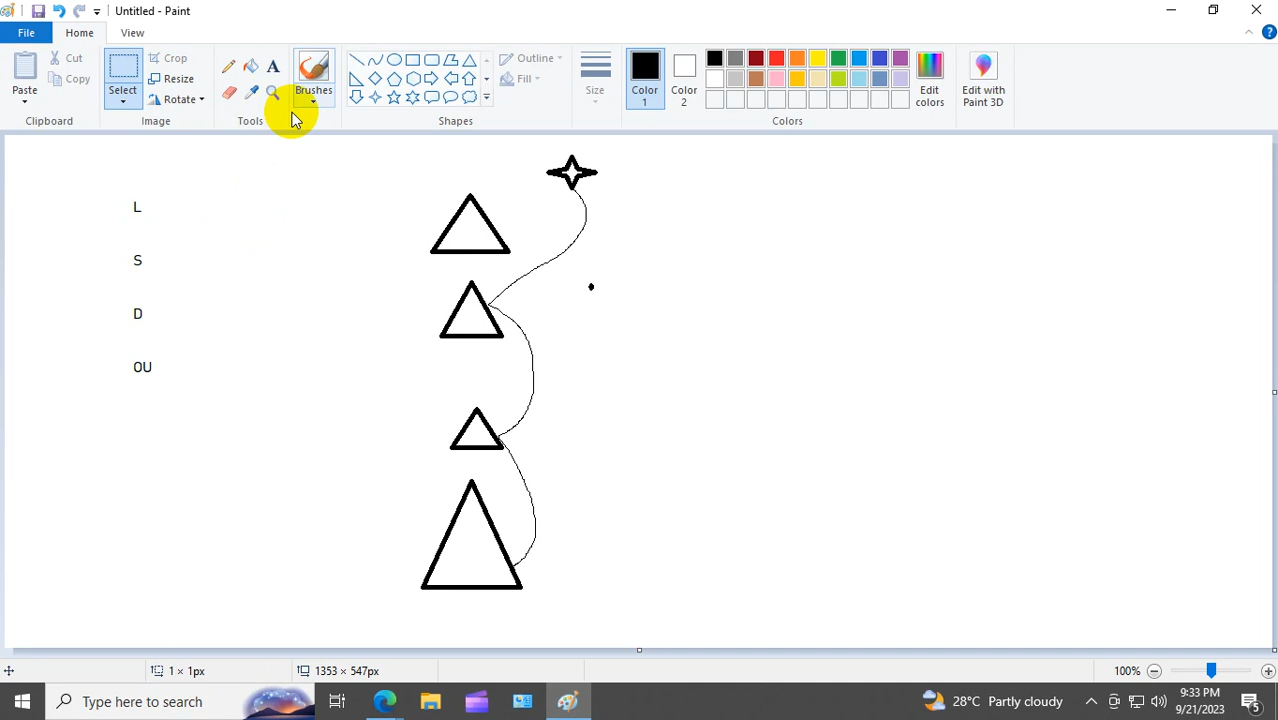 Untitled - Paint
File Home View
Paste
Cut
Copy
Clipboard
Select
Crop
Resize
Rotate
Image
A
Tools
Brushes
Shapes
Outline
Fill
Size
Color 1
Color 2
Colors
Edit colors
Edit with Paint 3D
L
S
D
OU
1 × 1px
1353 × 547px
100%
Type here to search
28°C Partly cloudy
9:33 PM
9/21/2023
5